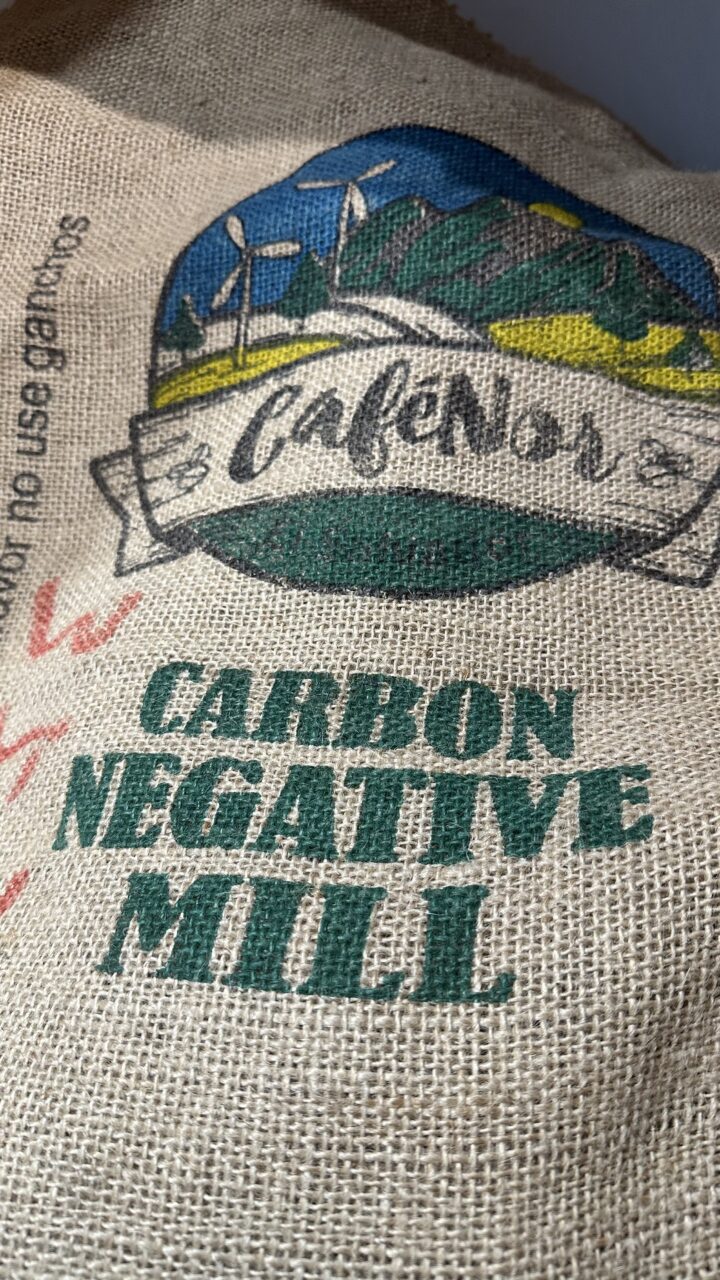 CaféNor
CARBON
NEGATIVE
MILL
no use ganchos